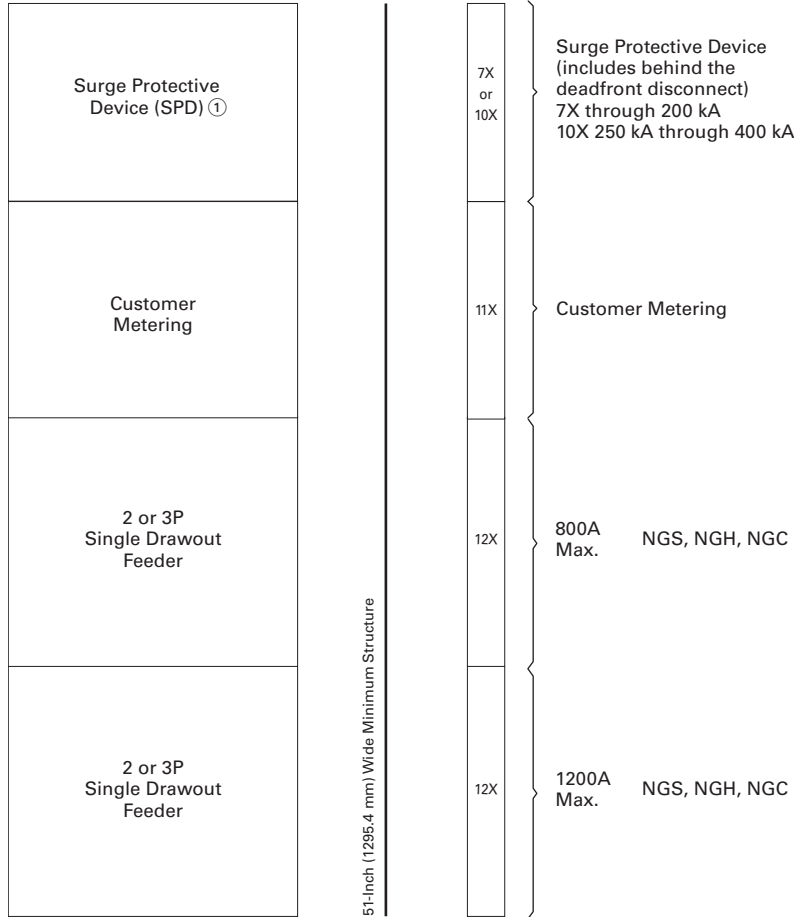 Surge Protective
Device (SPD) ①
7X
or
10X
Surge Protective Device
(includes behind the
deadfront disconnect)
7X through 200 kA
10X 250 kA through 400 kA
Customer
Metering
11X
Customer Metering
2 or 3P
Single Drawout
Feeder
12X
800A
Max.
NGS, NGH, NGC
51-Inch (1295.4 mm) Wide Minimum Structure
2 or 3P
Single Drawout
Feeder
12X
1200A
Max.
NGS, NGH, NGC